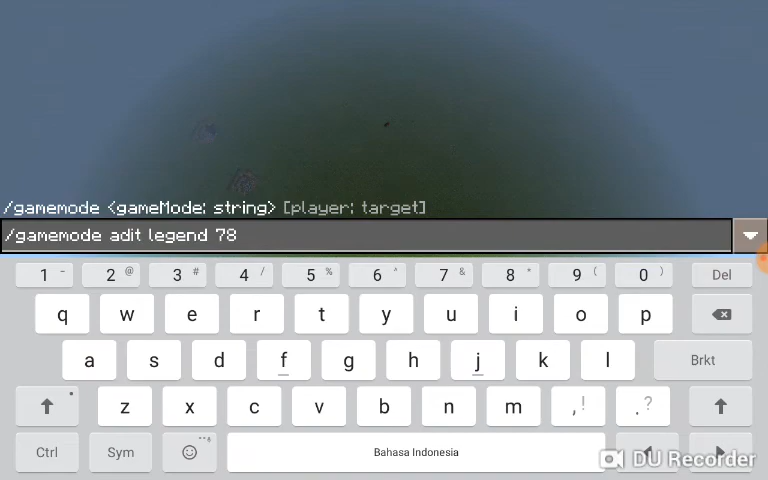 /gamemode <gameMode: string> [player: target]
/gamemode adit legend 78
1 - 2 @ 3 # 4 / 5 % 6 ^ 7 & 8 * 9 ( 0 ) Del
q w e r t y u i o p
a s d f g h j k l Brkt
z x c v b n m , ! . ?
Ctrl Sym Bahasa Indonesia
DU Recorder